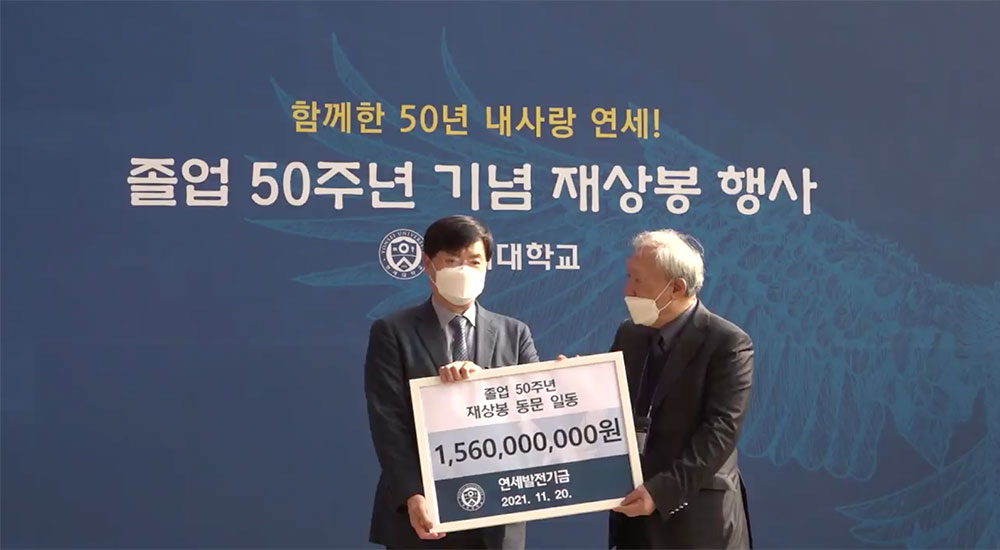 함께한 50년 내사랑 연세!
졸업 50주년 기념 재상봉 행사
대학교
졸업 50주년
재상봉 동문 일동
1,560,000,000원
연세발전기금
2021. 11. 20.